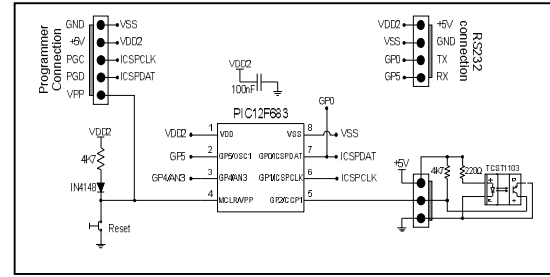 Programmer
Connection
GND VSS
+5V VDD2
PGC ICSPCLK
PGD ICSPDAT
VPP
VDD2 +5V
VSS GND
GP0 TX
GP5 RX
RS232
connection
VDD2
100nF
GP0
PIC12F683
VDD2 1 VDD VSS 8 VSS
GP5 2 GP5/OSC1 GP0/ICSPDAT 7 ICSPDAT
GP4/AN3 3 GP4/AN3 GP1/ICSPCLK 6 ICSPCLK
4 MCLR/VPP GP2/CCP1 5
VDD2
4K7
IN4148
Reset
+5V
4K7
220Ω
TCST1103